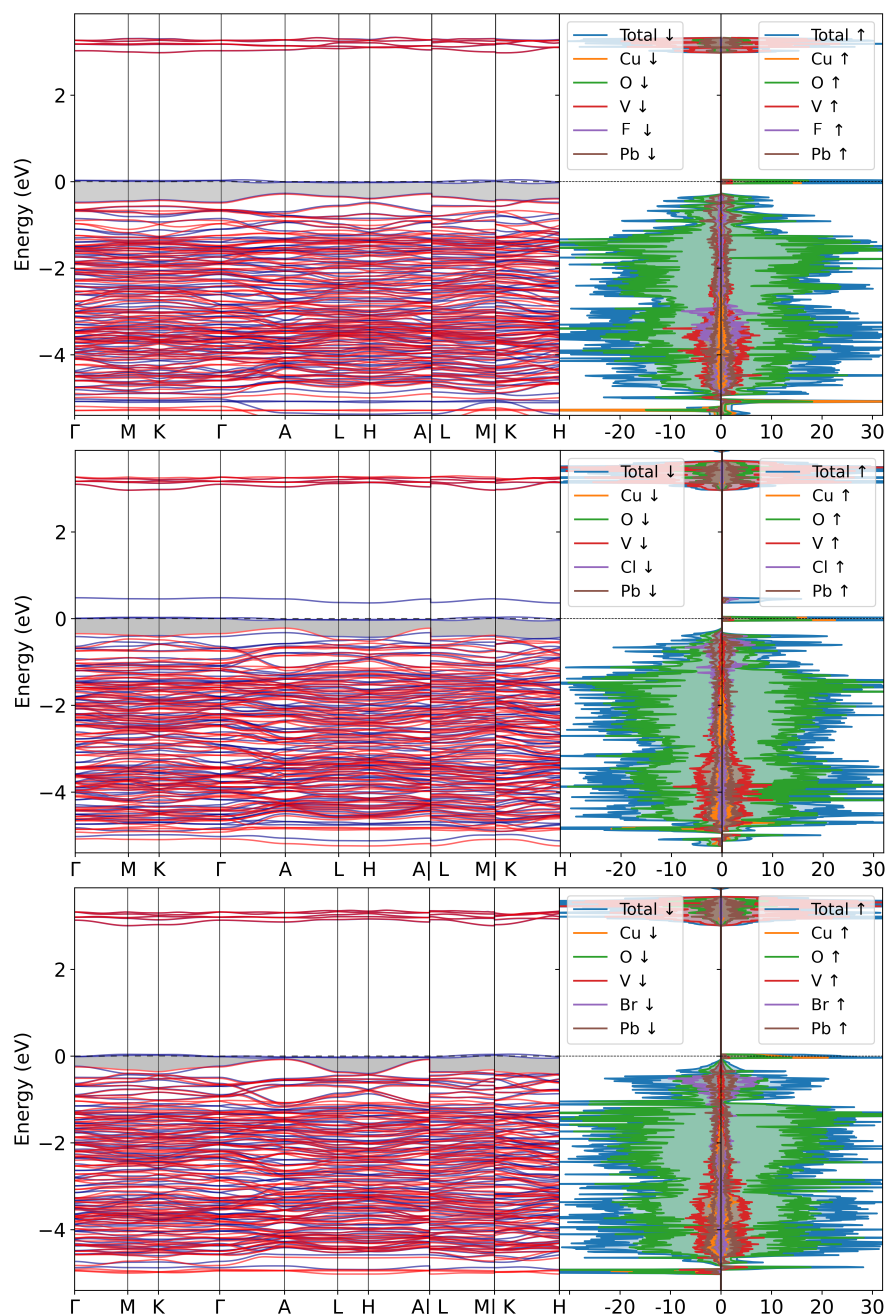 Total ↓ Total ↑
Cu ↓ Cu ↑
O ↓ O ↑
V ↓ V ↑
F ↓ F ↑
Pb ↓ Pb ↑
Energy (eV)
2
0
−2
−4
Γ M K Γ A L H A| L M| K H -20 -10 0 10 20 30
Total ↓ Total ↑
Cu ↓ Cu ↑
O ↓ O ↑
V ↓ V ↑
Cl ↓ Cl ↑
Pb ↓ Pb ↑
Energy (eV)
2
0
−2
−4
Γ M K Γ A L H A| L M| K H -20 -10 0 10 20 30
Total ↓ Total ↑
Cu ↓ Cu ↑
O ↓ O ↑
V ↓ V ↑
Br ↓ Br ↑
Pb ↓ Pb ↑
Energy (eV)
2
0
−2
−4
Γ M K Γ A L H A| L M| K H -20 -10 0 10 20 30